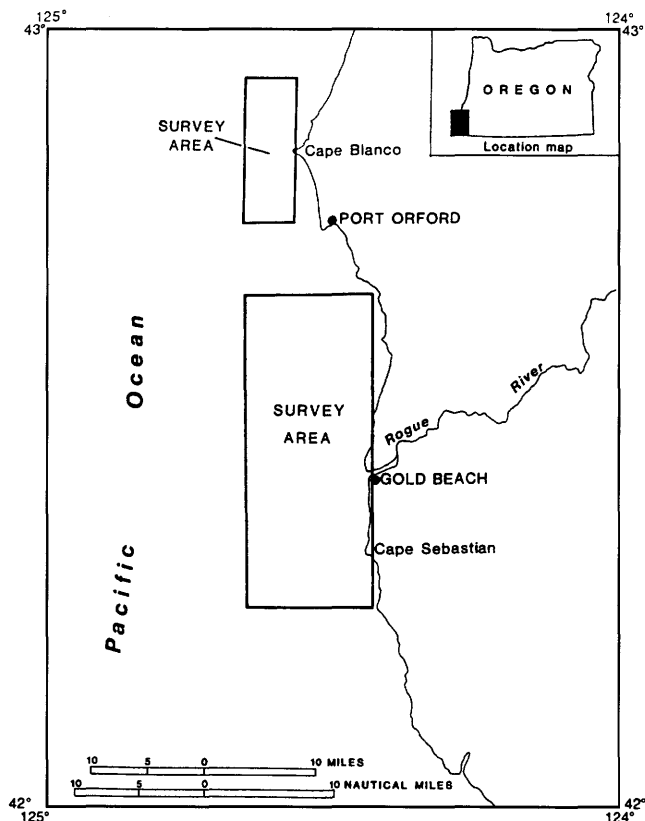 125°
124°
43°
43°
OREGON
Location map
SURVEY
AREA
Cape Blanco
PORT ORFORD
Pacific Ocean
SURVEY
AREA
Rogue River
GOLD BEACH
Cape Sebastian
10 5 0 10 MILES
10 5 0 10 NAUTICAL MILES
42°
42°
125°
124°